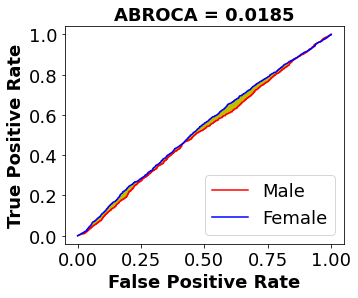 ABROCA = 0.0185
True Positive Rate
1.0
0.8
0.6
0.4
0.2
0.0
Male
Female
0.00 0.25 0.50 0.75 1.00
False Positive Rate